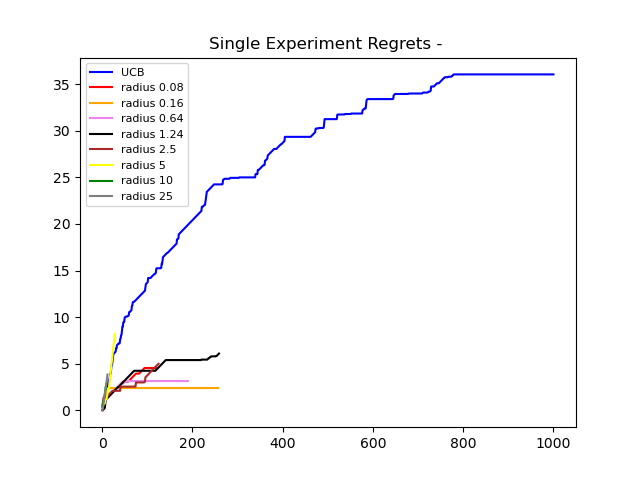 Single Experiment Regrets -
UCB
radius 0.08
radius 0.16
radius 0.64
radius 1.24
radius 2.5
radius 5
radius 10
radius 25
35
30
25
20
15
10
5
0
0 200 400 600 800 1000